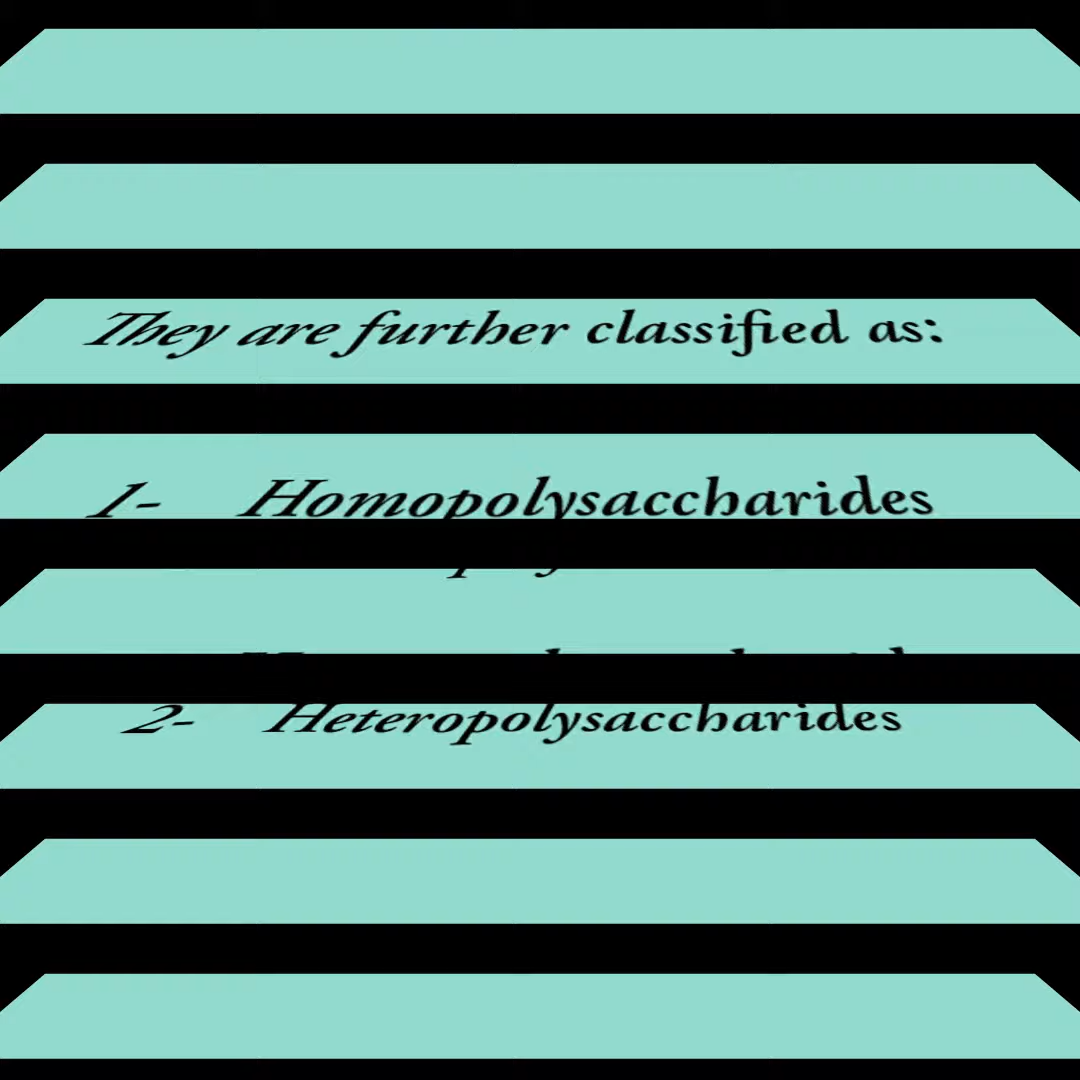 They are further classified as:
1- Homopolysaccharides
2- Heteropolysaccharides